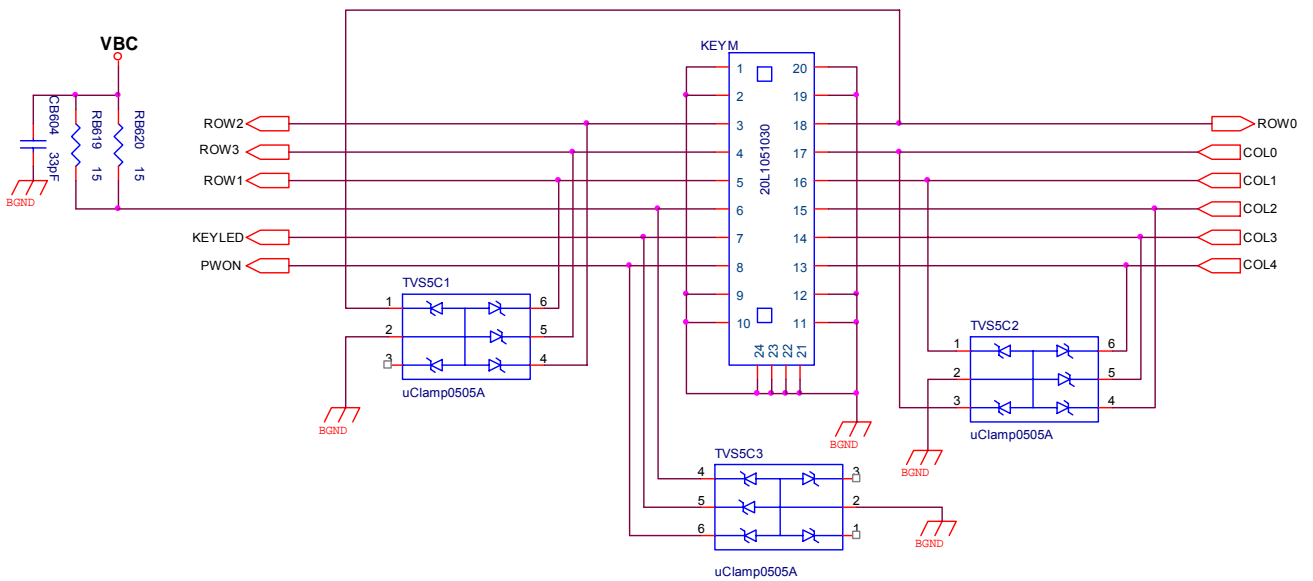 VBC
CB604
33pF
RB619
15
RB620
15
BGND
ROW2
ROW3
ROW1
KEYLED
PWON
KEYM
20L1051030
1
2
3
4
5
6
7
8
9
10
20
19
18
17
16
15
14
13
12
11
24
23
22
21
BGND
ROW0
COL0
COL1
COL2
COL3
COL4
TVS5C1
1
2
3
6
5
4
uClamp0505A
BGND
TVS5C2
1
2
3
6
5
4
uClamp0505A
BGND
TVS5C3
4
5
6
3
2
1
uClamp0505A
BGND